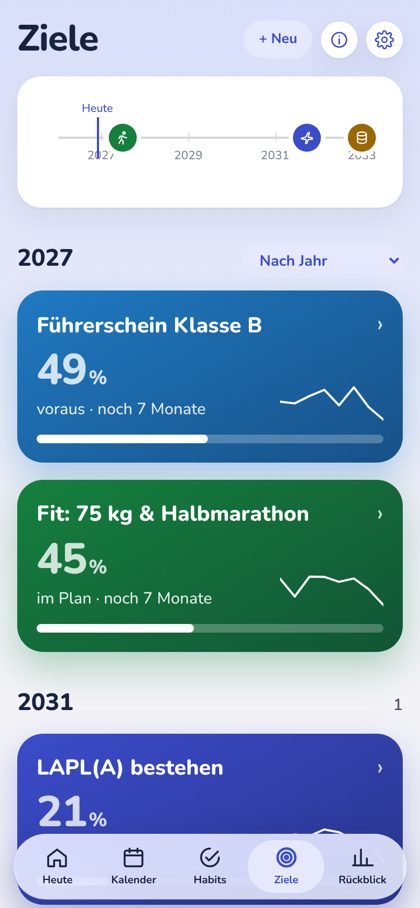 Ziele
+ Neu
Heute
2027 2029 2031 2033
2027
Nach Jahr
Führerschein Klasse B
49%
voraus · noch 7 Monate
Fit: 75 kg & Halbmarathon
45%
im Plan · noch 7 Monate
2031
1
LAPL(A) bestehen
21%
Heute
Kalender
Habits
Ziele
Rückblick